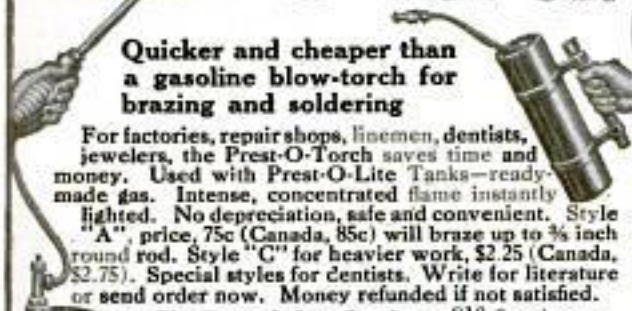 Quicker and cheaper than
a gasoline blow-torch for
brazing and soldering
For factories, repair shops, linemen, dentists,
jewelers, the Prest-O-Torch saves time and
money. Used with Prest-O-Lite Tanks—ready-
made gas. Intense, concentrated flame instantly
lighted. No depreciation, safe and convenient. Style
"A", price, 75c (Canada, 85c) will braze up to ⅜ inch
round rod. Style "C" for heavier work, $2.25 (Canada,
$2.75). Special styles for dentists. Write for literature
or send order now. Money refunded if not satisfied.